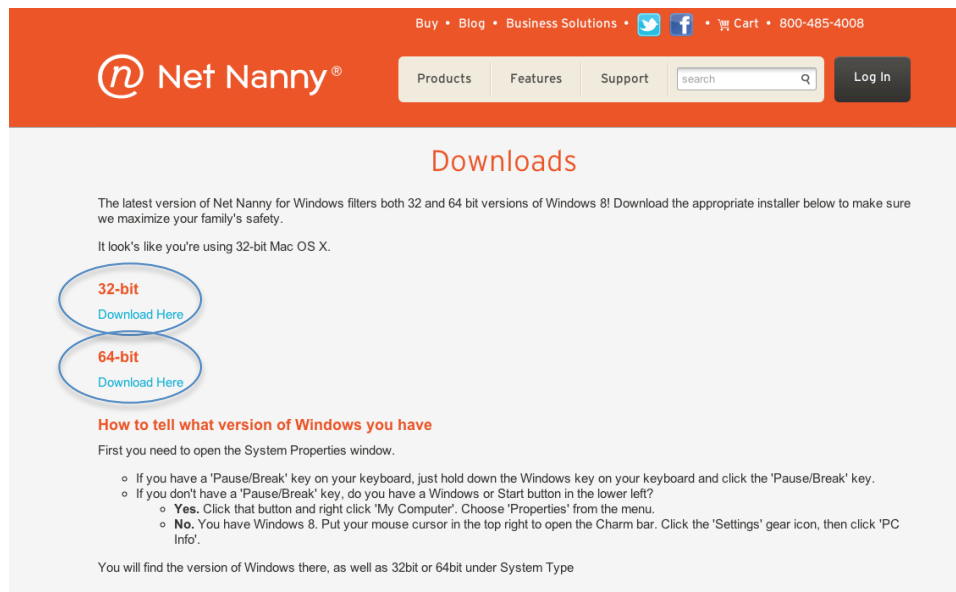 Buy • Blog • Business Solutions • • Cart • 800-485-4008
Net Nanny®
Products Features Support search Log In
Downloads
The latest version of Net Nanny for Windows filters both 32 and 64 bit versions of Windows 8! Download the appropriate installer below to make sure
we maximize your family's safety.
It look's like you're using 32-bit Mac OS X.
32-bit
Download Here
64-bit
Download Here
How to tell what version of Windows you have
First you need to open the System Properties window.
If you have a 'Pause/Break' key on your keyboard, just hold down the Windows key on your keyboard and click the 'Pause/Break' key.
If you don't have a 'Pause/Break' key, do you have a Windows or Start button in the lower left?
Yes. Click that button and right click 'My Computer'. Choose 'Properties' from the menu.
No. You have Windows 8. Put your mouse cursor in the top right to open the Charm bar. Click the 'Settings' gear icon, then click 'PC
Info'.
You will find the version of Windows there, as well as 32bit or 64bit under System Type